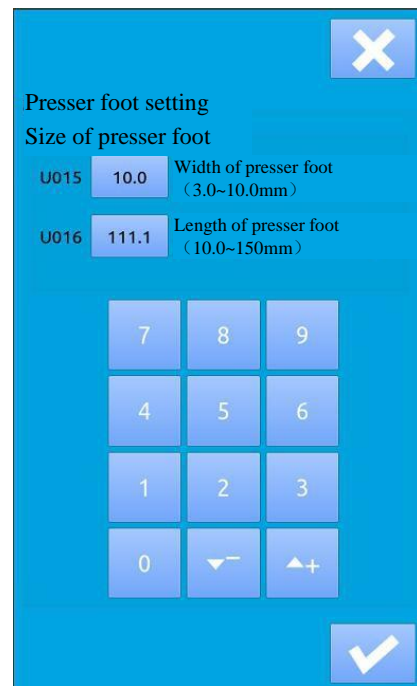 Presser foot setting
Size of presser foot
U015 10.0 Width of presser foot
（3.0~10.0mm）
U016 111.1 Length of presser foot
（10.0~150mm）
7 8 9
4 5 6
1 2 3
0 ▼− ▲+